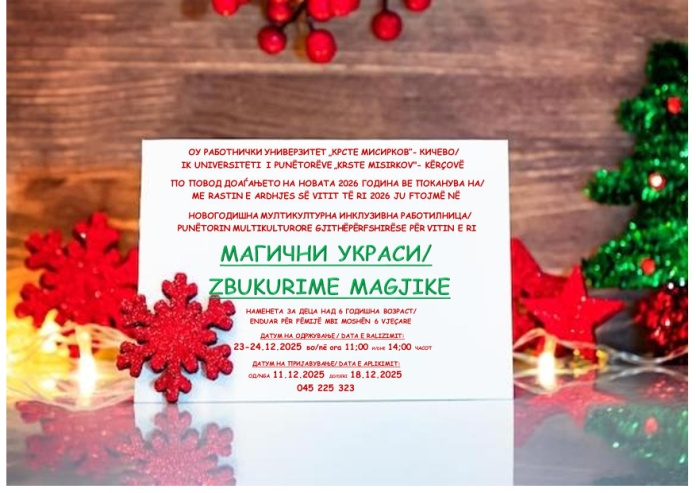 ОУ РАБОТНИЧКИ УНИВЕРЗИТЕТ „КРСТЕ МИСИРКОВ"- КИЧЕВО/
IK UNIVERSITETI I PUNËTORËVE „KRSTE MISIRKOV"- KËRÇOVË
ПО ПОВОД ДОАЃАЊЕТО НА НОВАТА 2026 ГОДИНА ВЕ ПОКАНУВА НА/
ME RASTIN E ARDHJES SË VITIT TË RI 2026 JU FTOJMË NË
НОВОГОДИШНА МУЛТИКУЛТУРНА ИНКЛУЗИВНА РАБОТИЛНИЦА/
PUNËTORIN MULTIKULTURORE GJITHËPËRFSHIRËSE PËR VITIN E RI
МАГИЧНИ УКРАСИ/
ZBUKURIME MAGJIKE
НАМЕНЕТА ЗА ДЕЦА НАД 6 ГОДИШНА ВОЗРАСТ/
ENDUAR PËR FËMIJË MBI MOSHËN 6 VJEÇARE
ДАТУМ НА ОДРЖУВАЊЕ/ DATA E RALIZIMIT:
23-24.12.2025 во/në ora 11;00 14;00 ЧАСОТ
ДАТУМ НА ПРИЈАВУВАЊЕ/ DATA E APLIKIMIT:
ОД/NGA 11.12.2025 18.12.2025
045 225 323